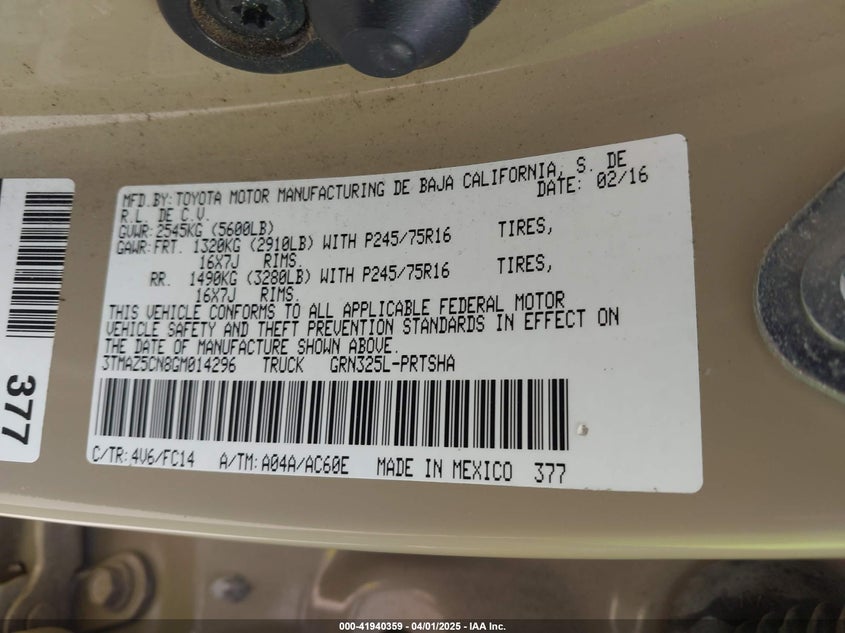 MFD.BY:TOYOTA MOTOR MANUFACTURING DE BAJA CALIFORNIA, S. DE
R.L. DE C.V. DATE: 02/16
GVWR:2545KG (5600LB)
GAWR:FRT. 1320KG (2910LB) WITH P245/75R16 TIRES,
16X7J RIMS.
RR. 1490KG (3280LB) WITH P245/75R16 TIRES,
16X7J RIMS.
THIS VEHICLE CONFORMS TO ALL APPLICABLE FEDERAL MOTOR
VEHICLE SAFETY AND THEFT PREVENTION STANDARDS IN EFFECT ON
THE DATE OF MANUFACTURE SHOWN ABOVE.
3TMAZ5CN8GM014296 TRUCK GRN325L-PRTSHA
C/TR:4V6/FC14 A/TM:A04A/AC60E MADE IN MEXICO 377
377
000-41940359 - 04/01/2025 - IAA Inc.